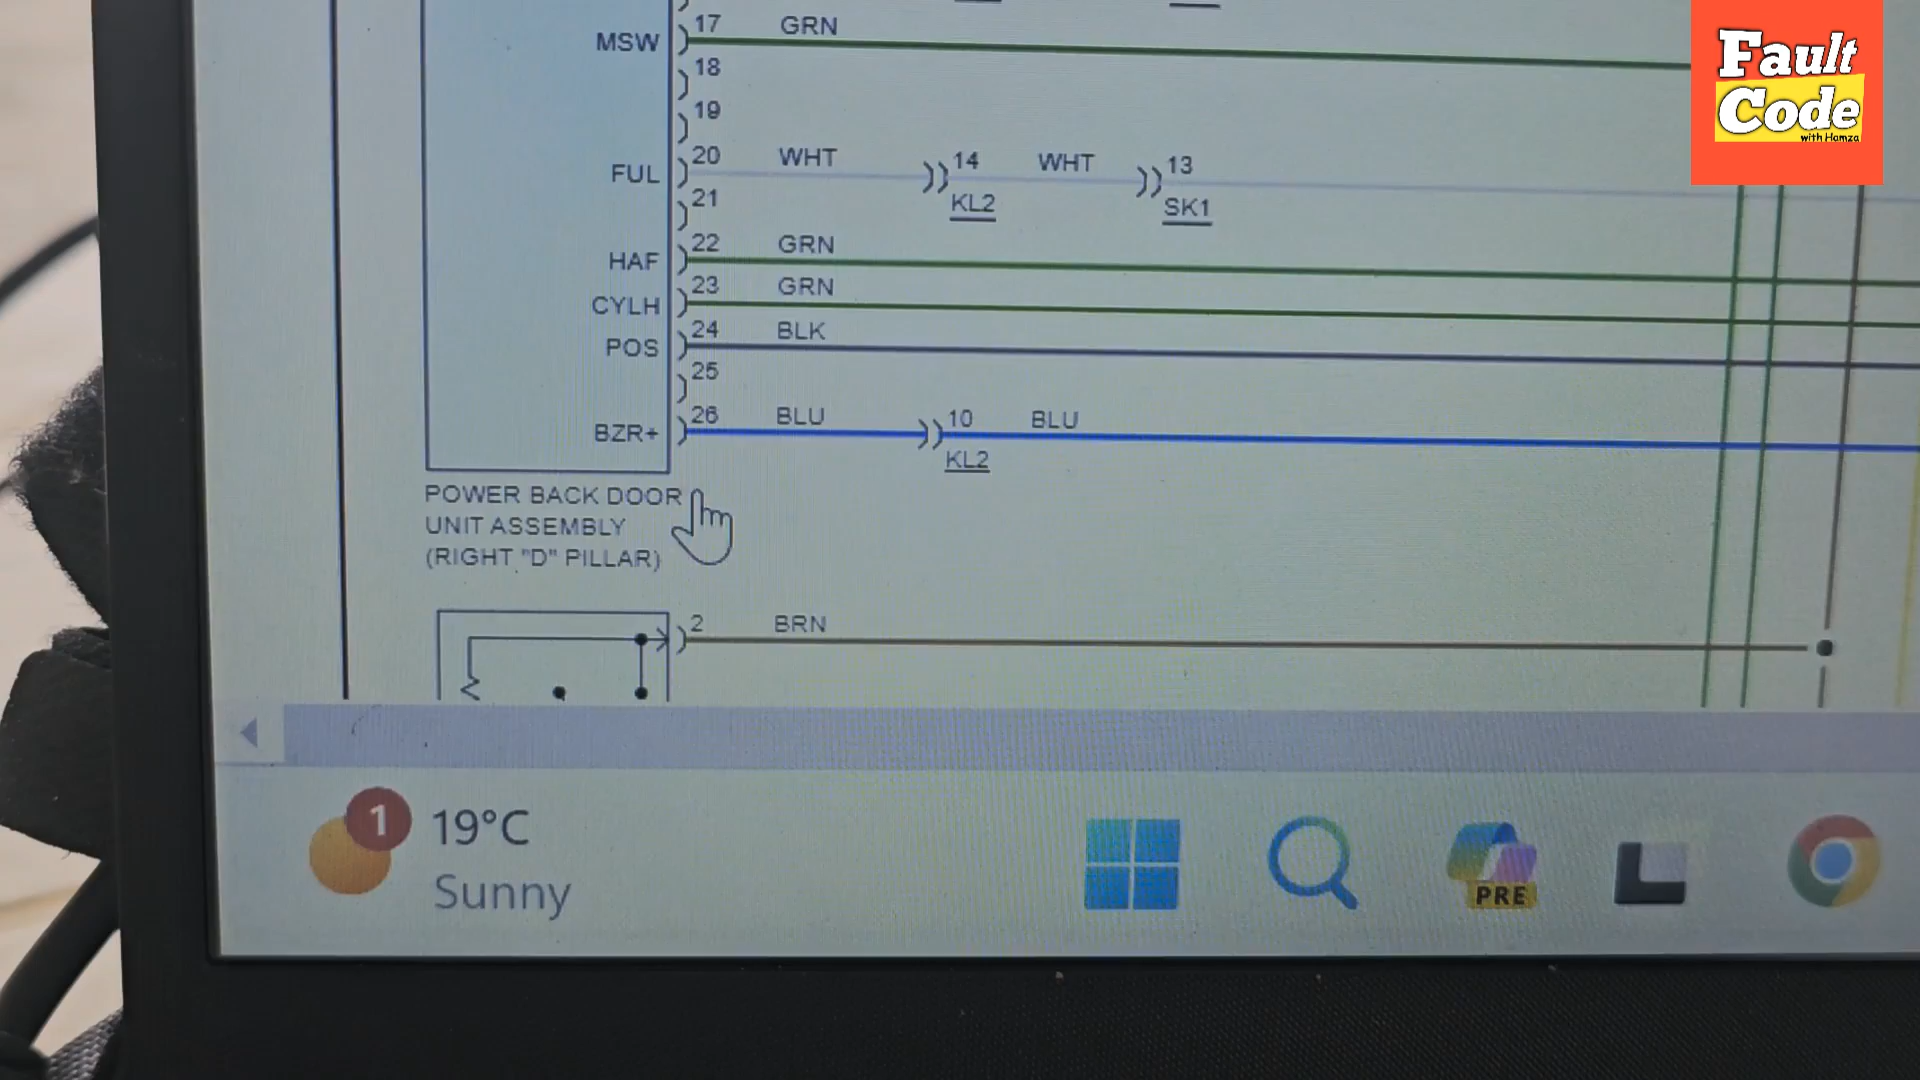 Fault
Code
with Hamza
MSW 17 GRN
18
19
FUL 20 WHT 14 WHT 13
KL2 SK1
21
HAF 22 GRN
CYLH 23 GRN
POS 24 BLK
25
BZR+ 26 BLU 10 BLU
KL2
POWER BACK DOOR
UNIT ASSEMBLY
(RIGHT "D" PILLAR)
2 BRN
1
19°C
Sunny
PRE